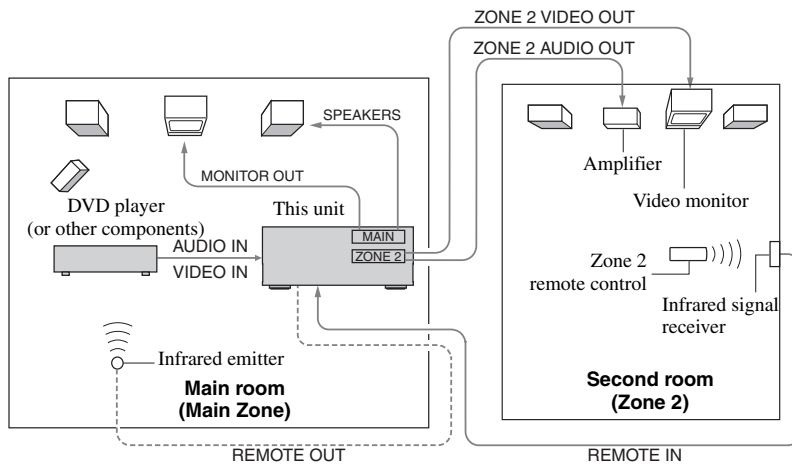 ZONE 2 VIDEO OUT
ZONE 2 AUDIO OUT
SPEAKERS
MONITOR OUT
DVD player
(or other components)
This unit
AUDIO IN
VIDEO IN
MAIN
ZONE 2
Infrared emitter
Main room
(Main Zone)
REMOTE OUT
Amplifier
Video monitor
Zone 2
remote control
Infrared signal
receiver
Second room
(Zone 2)
REMOTE IN